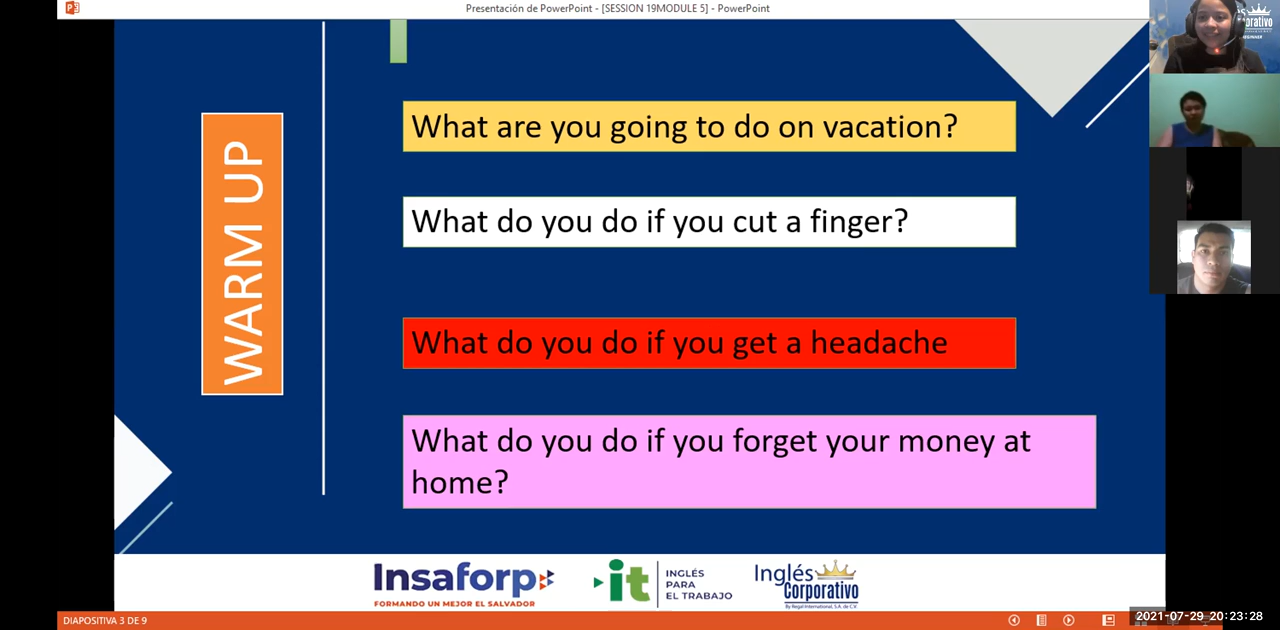 Presentación de PowerPoint - [SESSION 19MODULE 5] - PowerPoint
WARM UP
What are you going to do on vacation?
What do you do if you cut a finger?
What do you do if you get a headache
What do you do if you forget your money at
home?
Insaforp
FORMANDO UN MEJOR EL SALVADOR
it
INGLÉS
PARA
EL TRABAJO
Inglés
Corporativo
By Regal International, S.A. de C.V.
DIAPOSITIVA 3 DE 9
2021-07-29 20:23:28